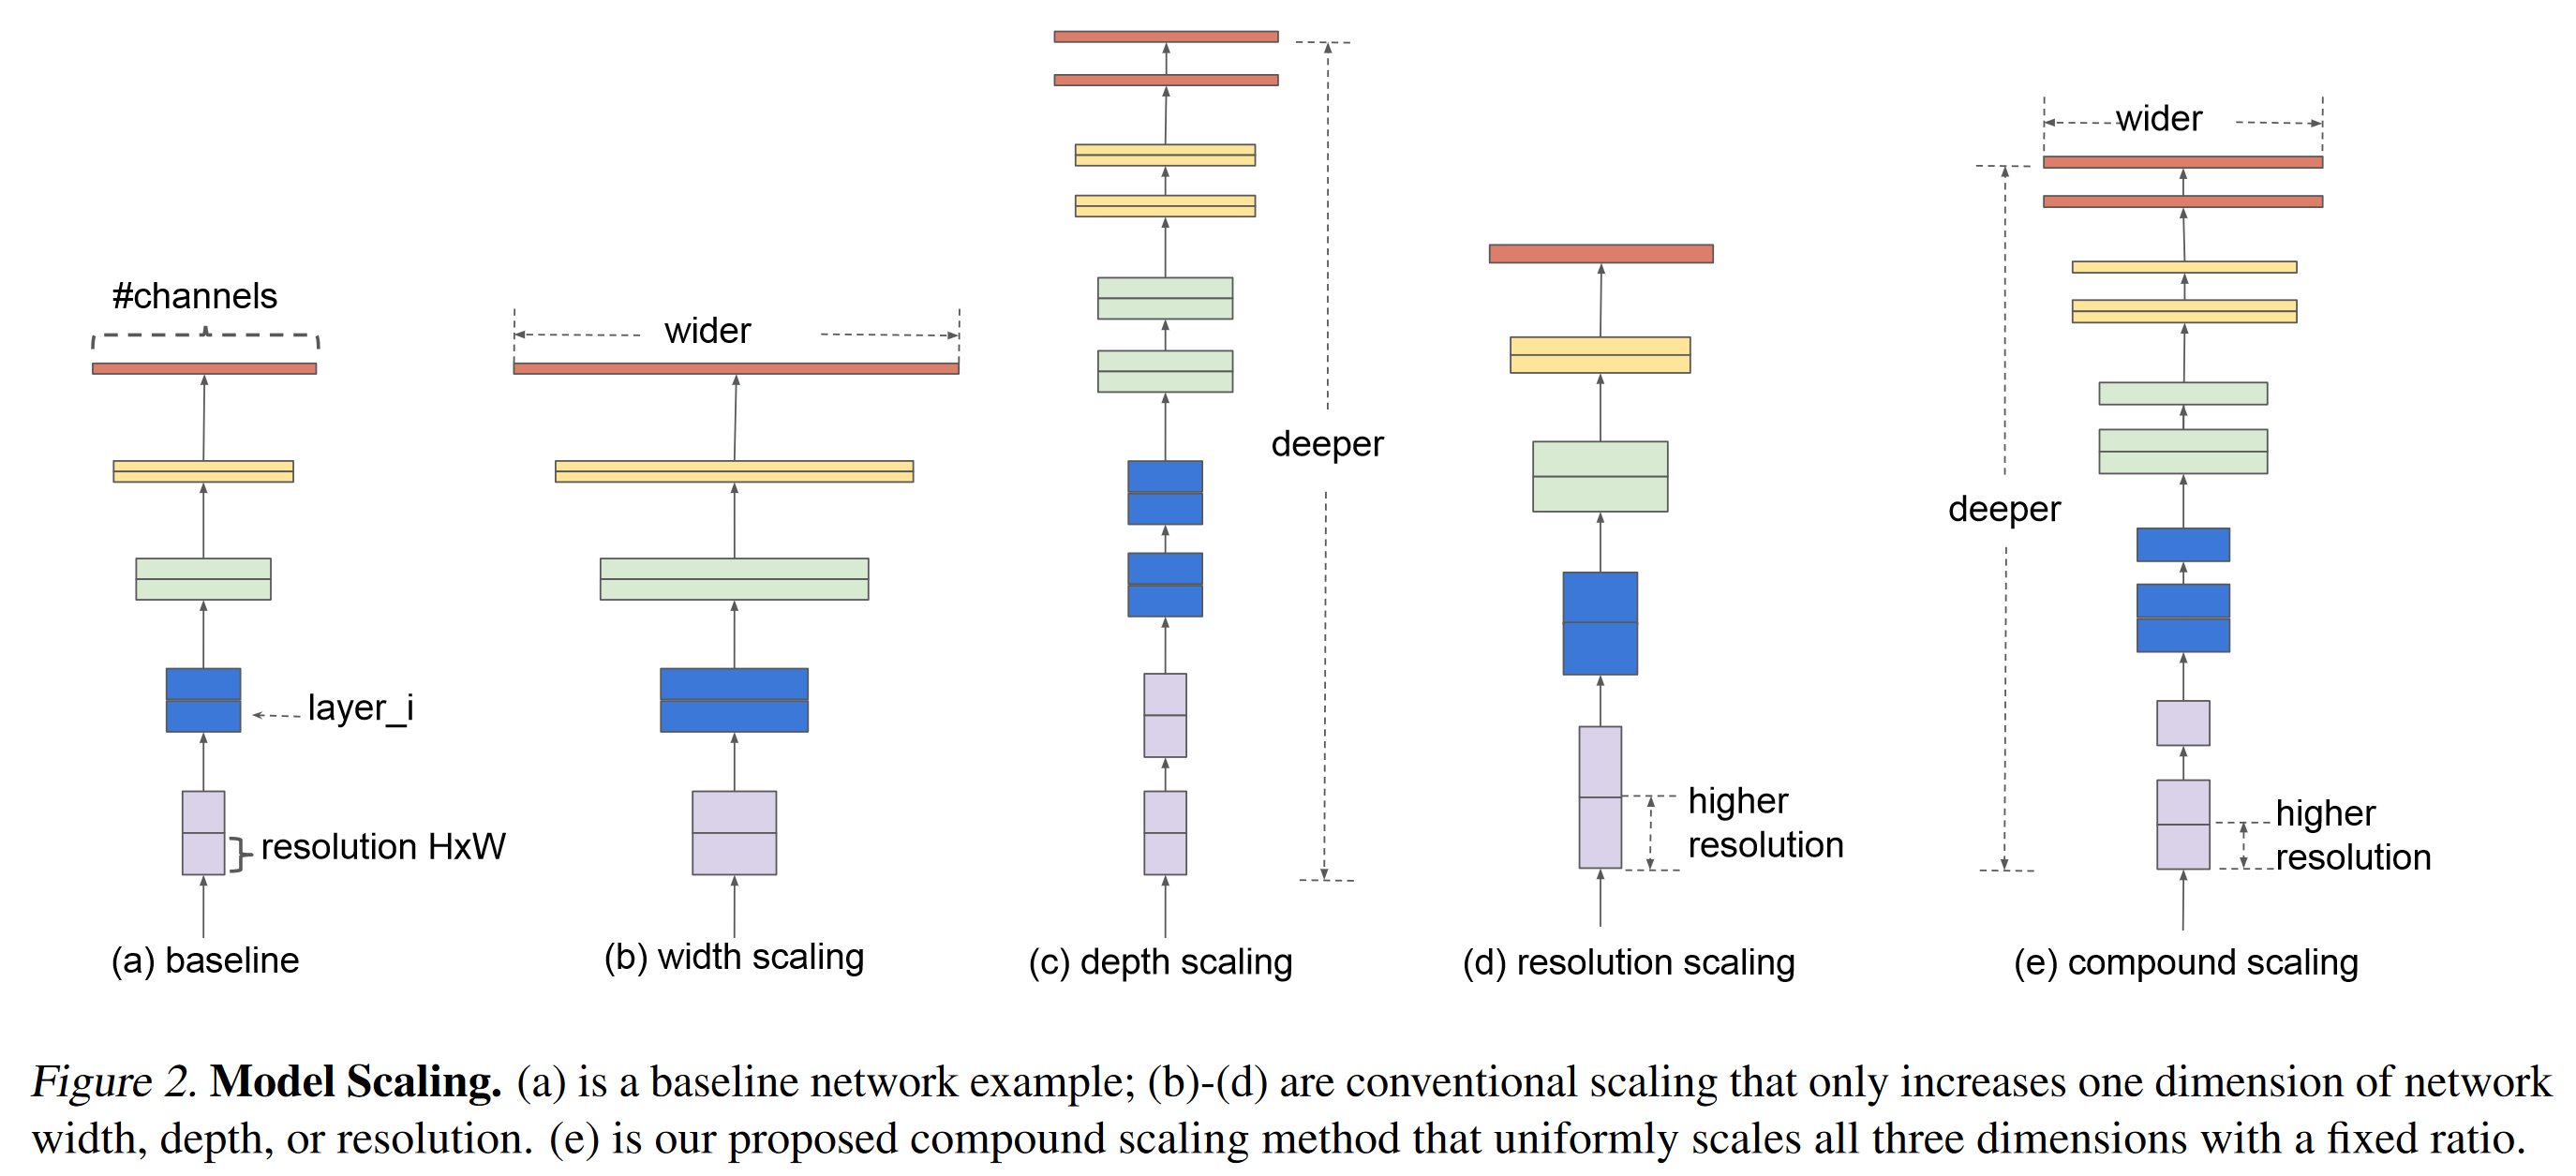 #channels
layer_i
resolution HxW
(a) baseline
wider
(b) width scaling
deeper
(c) depth scaling
higher
resolution
(d) resolution scaling
wider
deeper
higher
resolution
(e) compound scaling
Figure 2. Model Scaling. (a) is a baseline network example; (b)-(d) are conventional scaling that only increases one dimension of network
width, depth, or resolution. (e) is our proposed compound scaling method that uniformly scales all three dimensions with a fixed ratio.